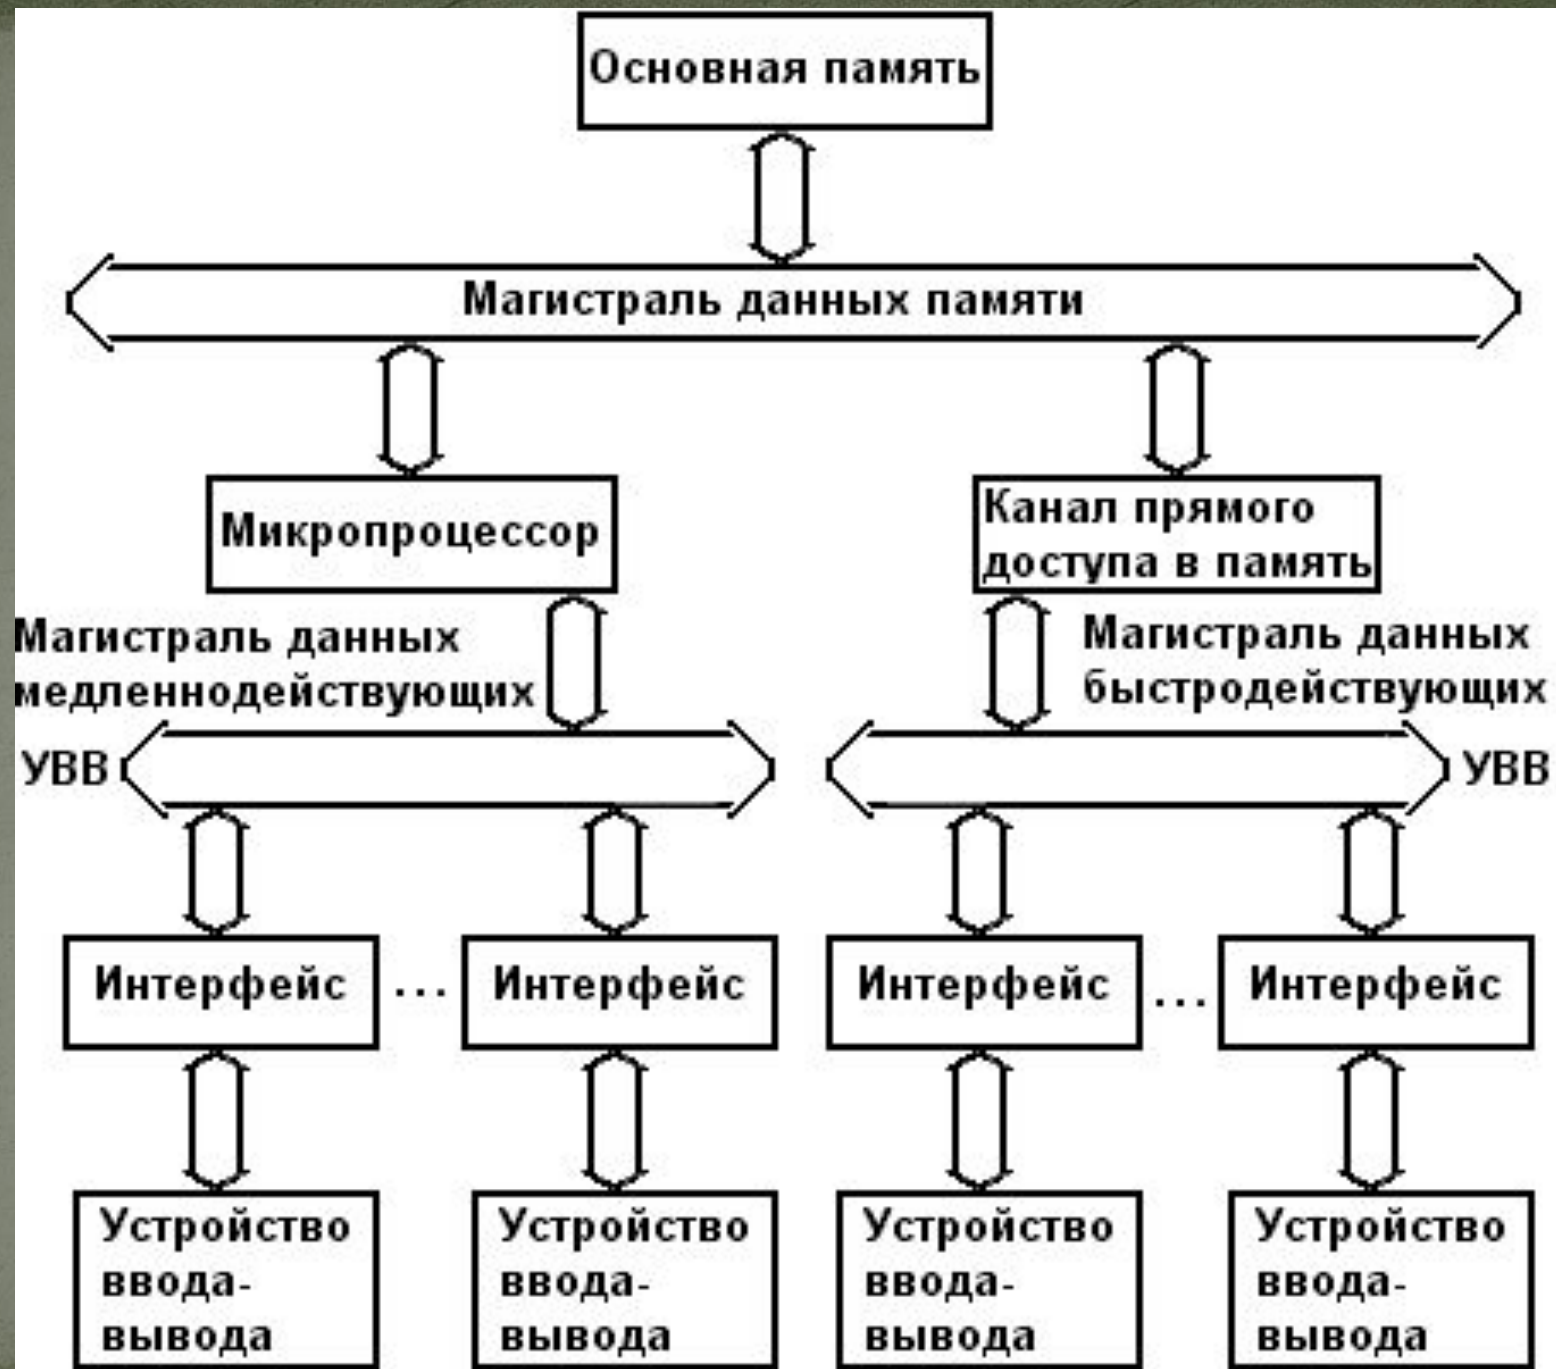 Основная память
Магистраль данных памяти
Микропроцессор
Канал прямого
доступа в память
Магистраль данных
медленнодействующих
УВВ
Магистраль данных
быстродействующих
УВВ
Интерфейс ... Интерфейс
Интерфейс ... Интерфейс
Устройство
ввода-
вывода
Устройство
ввода-
вывода
Устройство
ввода-
вывода
Устройство
ввода-
вывода